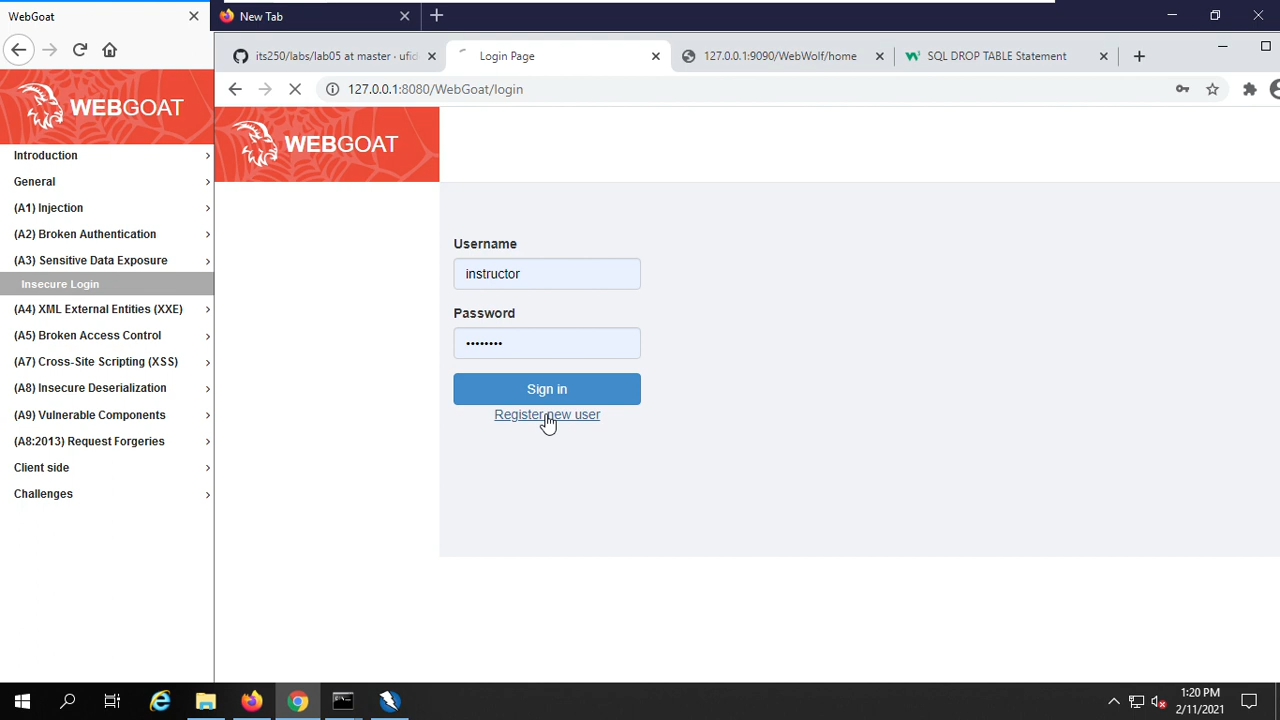 WebGoat
New Tab
its250/labs/lab05 at master · ufid
Login Page
127.0.0.1:9090/WebWolf/home
SQL DROP TABLE Statement
127.0.0.1:8080/WebGoat/login
WEBGOAT
Introduction
General
(A1) Injection
(A2) Broken Authentication
(A3) Sensitive Data Exposure
Insecure Login
(A4) XML External Entities (XXE)
(A5) Broken Access Control
(A7) Cross-Site Scripting (XSS)
(A8) Insecure Deserialization
(A9) Vulnerable Components
(A8:2013) Request Forgeries
Client side
Challenges
WEBGOAT
Username
instructor
Password
••••••••
Sign in
Register new user
1:20 PM
2/11/2021